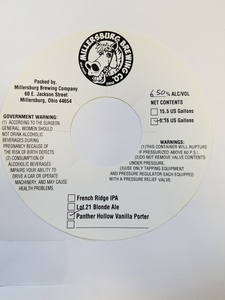 MILLERSBURG BREWING CO.
Packed by,
Millersburg Brewing Company
60 E. Jackson Street
Millersburg, Ohio 44654
6.50% ALC/VOL
NET CONTENTS
15.5 US Gallons
5.16 US Gallons
GOVERNMENT WARNING:
(1) ACCORDING TO THE SURGEON
GENERAL, WOMEN SHOULD
NOT DRINK ALCOHOLIC
BEVERAGES DURING
PREGNANCY BECAUSE OF
THE RISK OF BIRTH DEFECTS
(2) CONSUMPTION OF
ALCOHOLIC BEVERAGES
IMPAIRS YOUR ABILITY TO
DRIVE A CAR OR OPERATE
MACHINERY, AND MAY CAUSE
HEALTH PROBLEMS.
WARNINGS:
(1) THIS CONTAINER WILL RUPTURE
IF PRESSURIZED ABOVE 60 P.S.I.
(2) DO NOT REMOVE VALVE CONTENTS
UNDER PRESSURE.
(3) USE ONLY TAPPING EQUIPMENT
AND PRESSURE REGULATOR EACH EQUIPPED
WITH A PRESSURE RELIEF VALVE.
French Ridge IPA
Lot 21 Blonde Ale
Panther Hollow Vanilla Porter